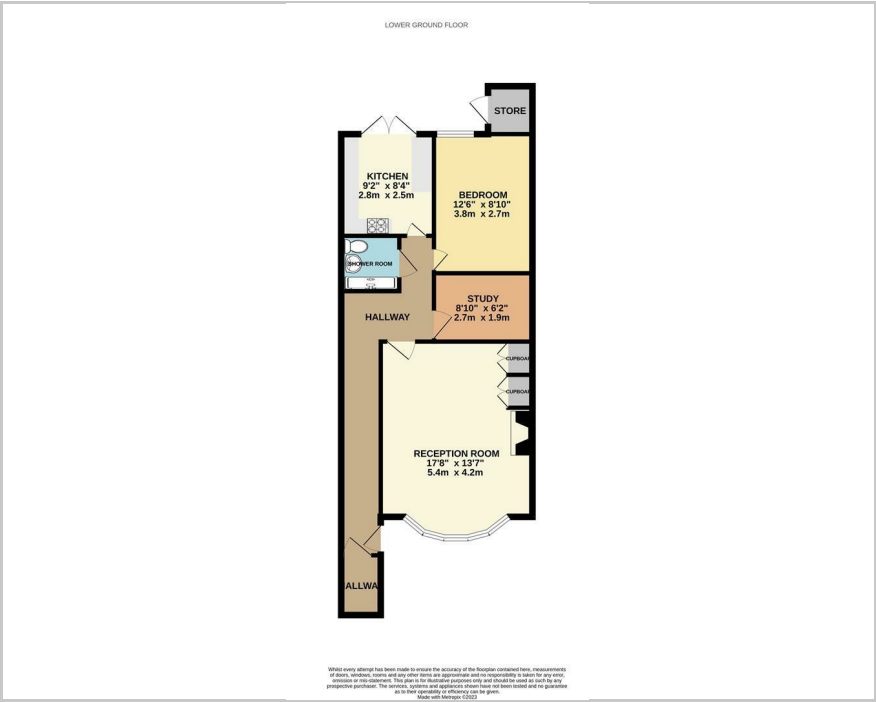 LOWER GROUND FLOOR
STORE
KITCHEN
9'2" x 8'4"
2.8m x 2.5m
BEDROOM
12'6" x 8'10"
3.8m x 2.7m
SHOWER ROOM
STUDY
8'10" x 6'2"
2.7m x 1.9m
HALLWAY
CUPBOAR
CUPBOAR
RECEPTION ROOM
17'8" x 13'7"
5.4m x 4.2m
ALLWA
Whilst every attempt has been made to ensure the accuracy of the floorplan contained here, measurements
of doors, windows, rooms and any other items are approximate and no responsibility is taken for any error,
omission or mis-statement. This plan is for illustrative purposes only and should be used as such by any
prospective purchaser. The services, systems and appliances shown have not been tested and no guarantee
as to their operability or efficiency can be given.
Made with Metropix ©2023